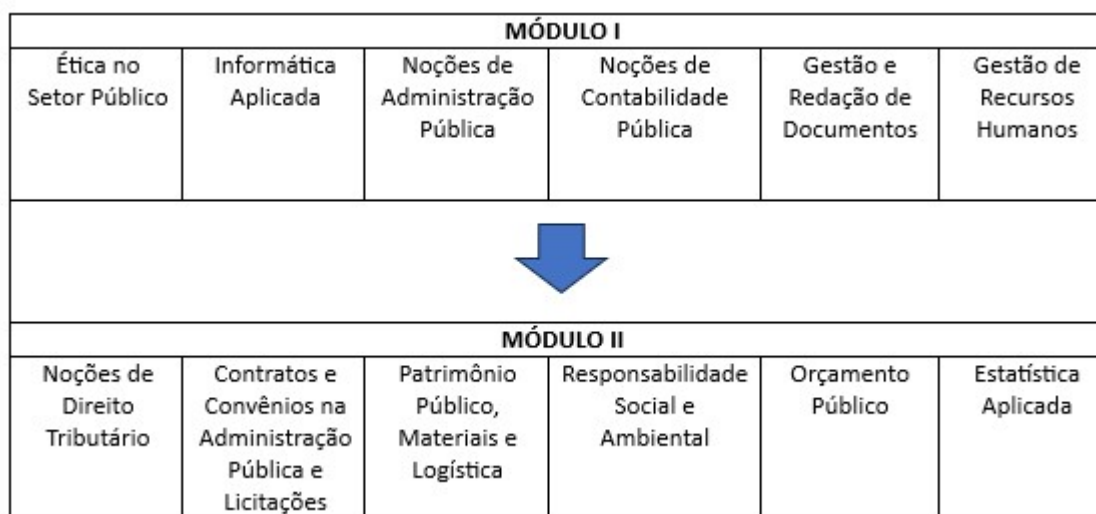 MÓDULO I
Ética no
Setor Público
Informática
Aplicada
Noções de
Administração
Pública
Noções de
Contabilidade
Pública
Gestão e
Redação de
Documentos
Gestão de
Recursos
Humanos
MÓDULO II
Noções de
Direito
Tributário
Contratos e
Convênios na
Administração
Pública e
Licitações
Patrimônio
Público,
Materiais e
Logística
Responsabilidade
Social e
Ambiental
Orçamento
Público
Estatística
Aplicada